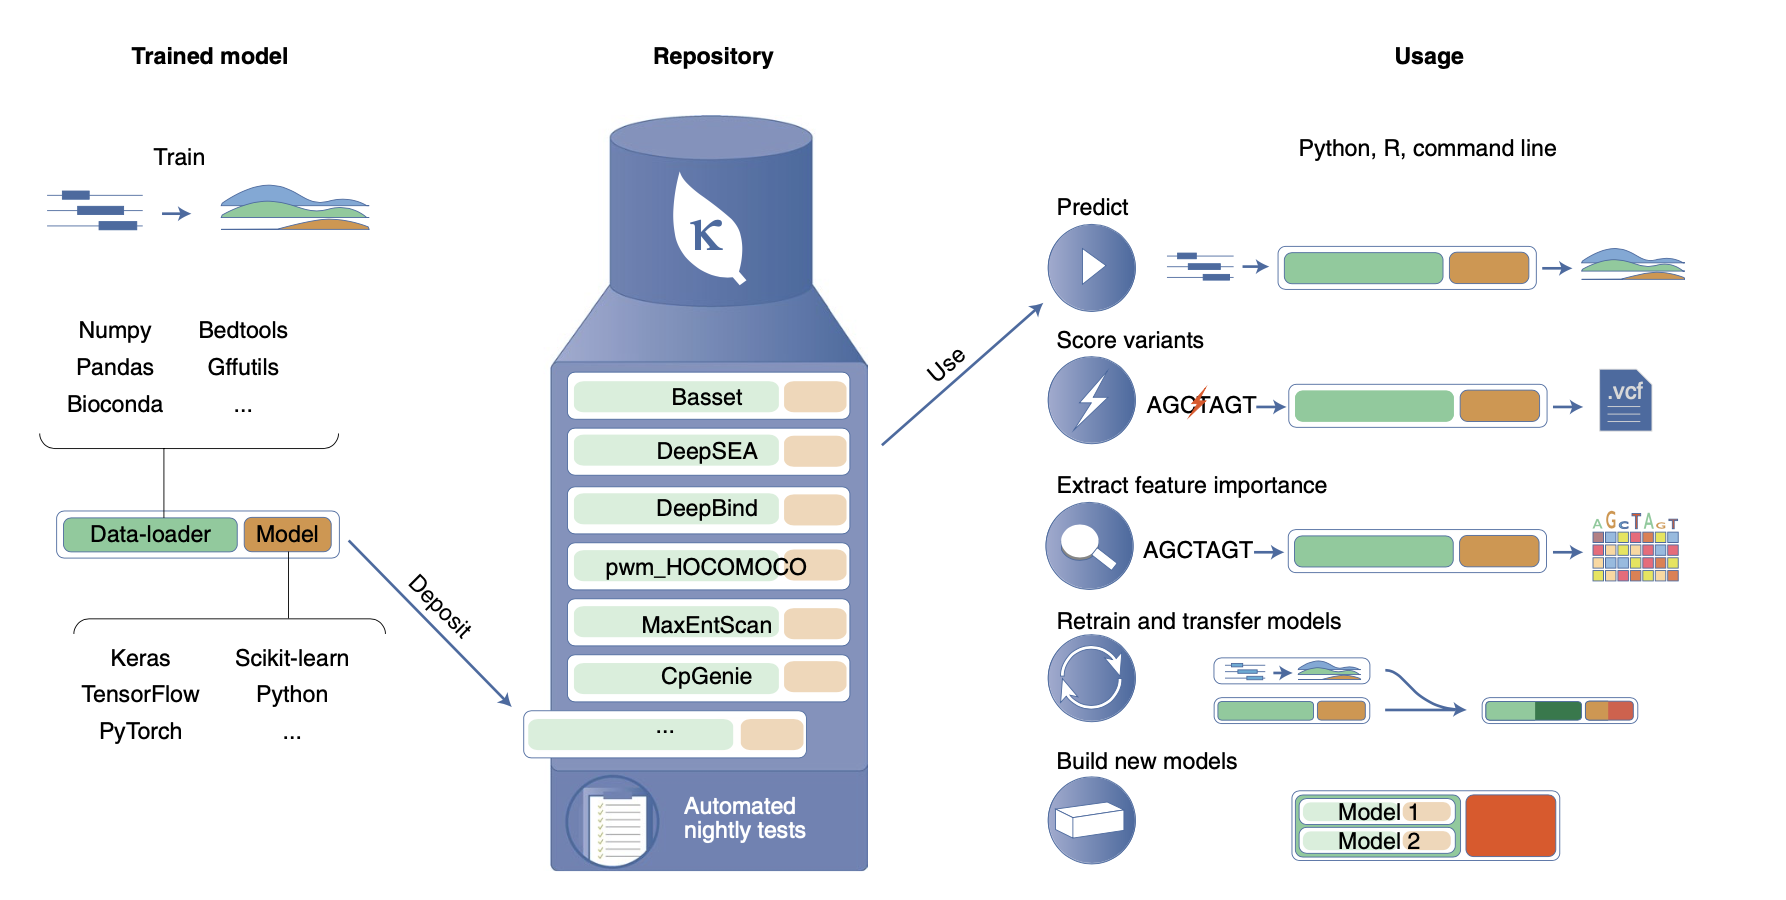 Trained model
Train
Numpy
Bedtools
Pandas
Gffutils
Bioconda
...
Data-loader
Model
Keras
Scikit-learn
TensorFlow
Python
PyTorch
...
Deposit
Repository
κ
Basset
DeepSEA
DeepBind
pwm_HOCOMOCO
MaxEntScan
CpGenie
...
Automated
nightly tests
Use
Usage
Python, R, command line
Predict
Score variants
AGCTAGT
.vcf
Extract feature importance
AGCTAGT
AGCTAGT
Retrain and transfer models
Build new models
Model 1
Model 2